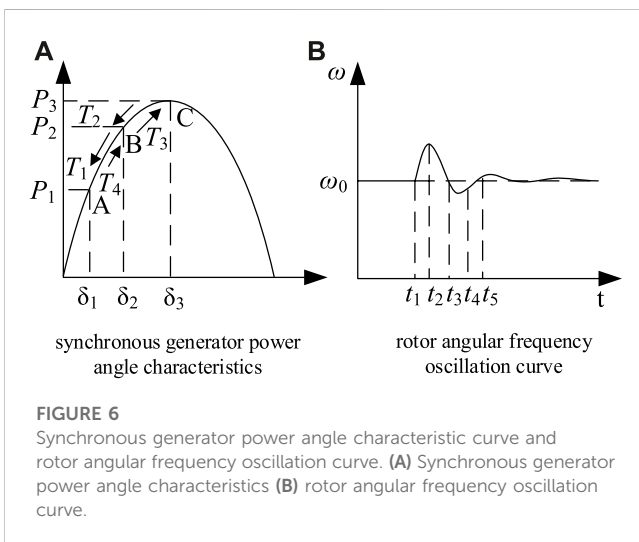 A
B
P₃
P₂
P₁
T₂
T₁
T₃
T₄
A
B
C
δ₁ δ₂ δ₃
ω
ω₀
t₁ t₂ t₃ t₄ t₅ t
synchronous generator power
angle characteristics
rotor angular frequency
oscillation curve
FIGURE 6
Synchronous generator power angle characteristic curve and
rotor angular frequency oscillation curve. (A) Synchronous generator
power angle characteristics (B) rotor angular frequency oscillation
curve.